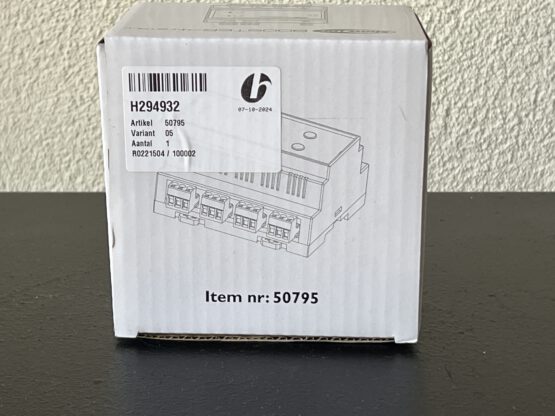 H294932
07-10-2024
Artikel 50795
Variant 05
Aantal 1
R0221504 / 100002
Item nr: 50795